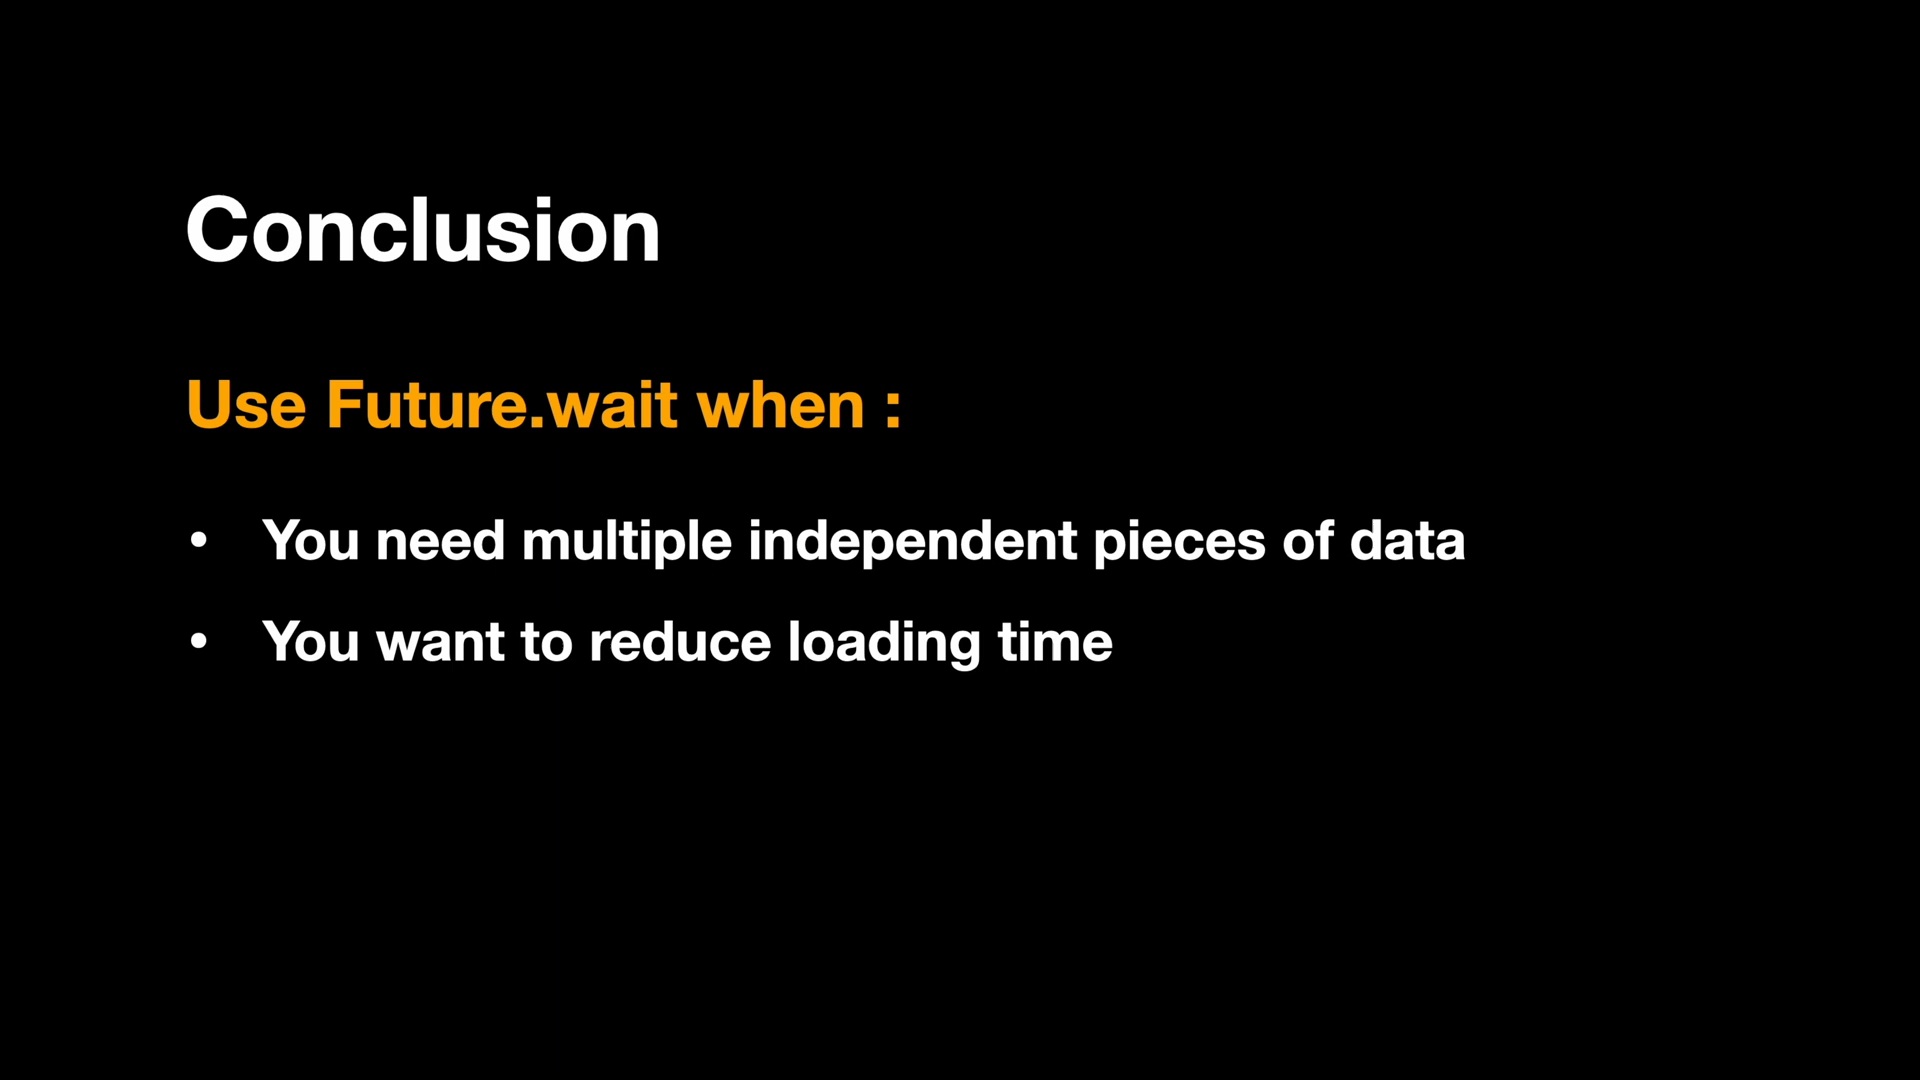 Conclusion
Use Future.wait when :
• You need multiple independent pieces of data
• You want to reduce loading time